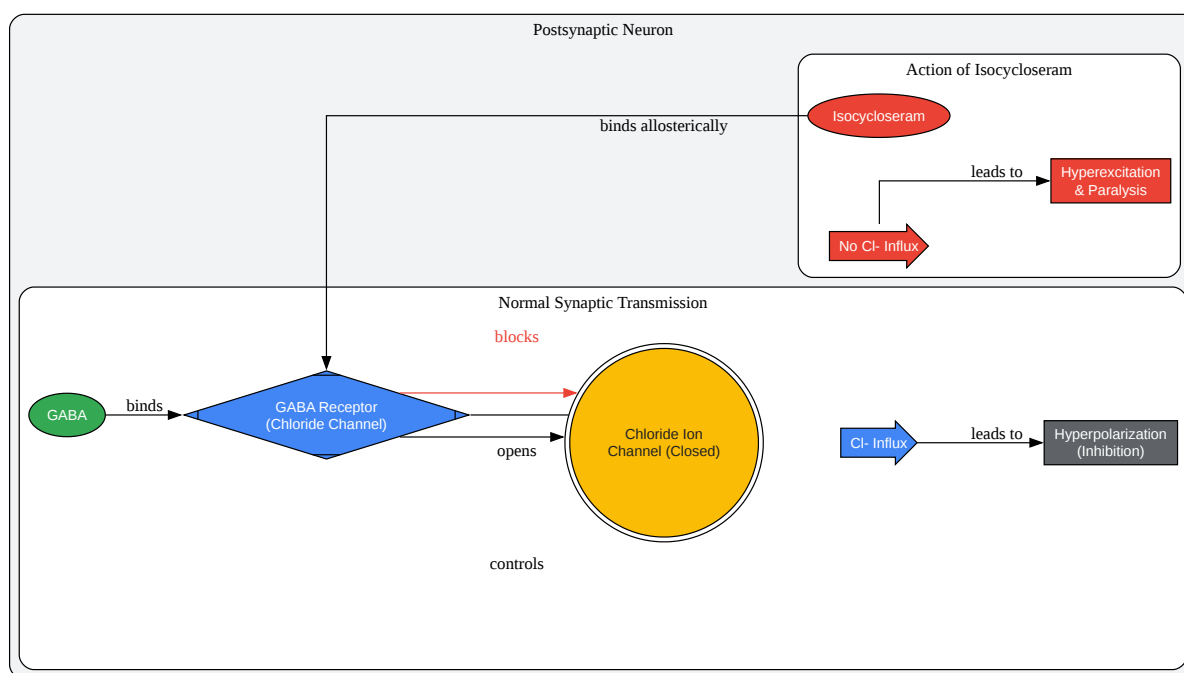 Postsynaptic Neuron
Action of Isocycloseram
Isocycloseram
binds allosterically
leads to
Hyperexcitation
& Paralysis
No Cl- Influx
Normal Synaptic Transmission
blocks
GABA
binds
GABA Receptor
(Chloride Channel)
opens
Chloride Ion
Channel (Closed)
Cl- Influx
leads to
Hyperpolarization
(Inhibition)
controls